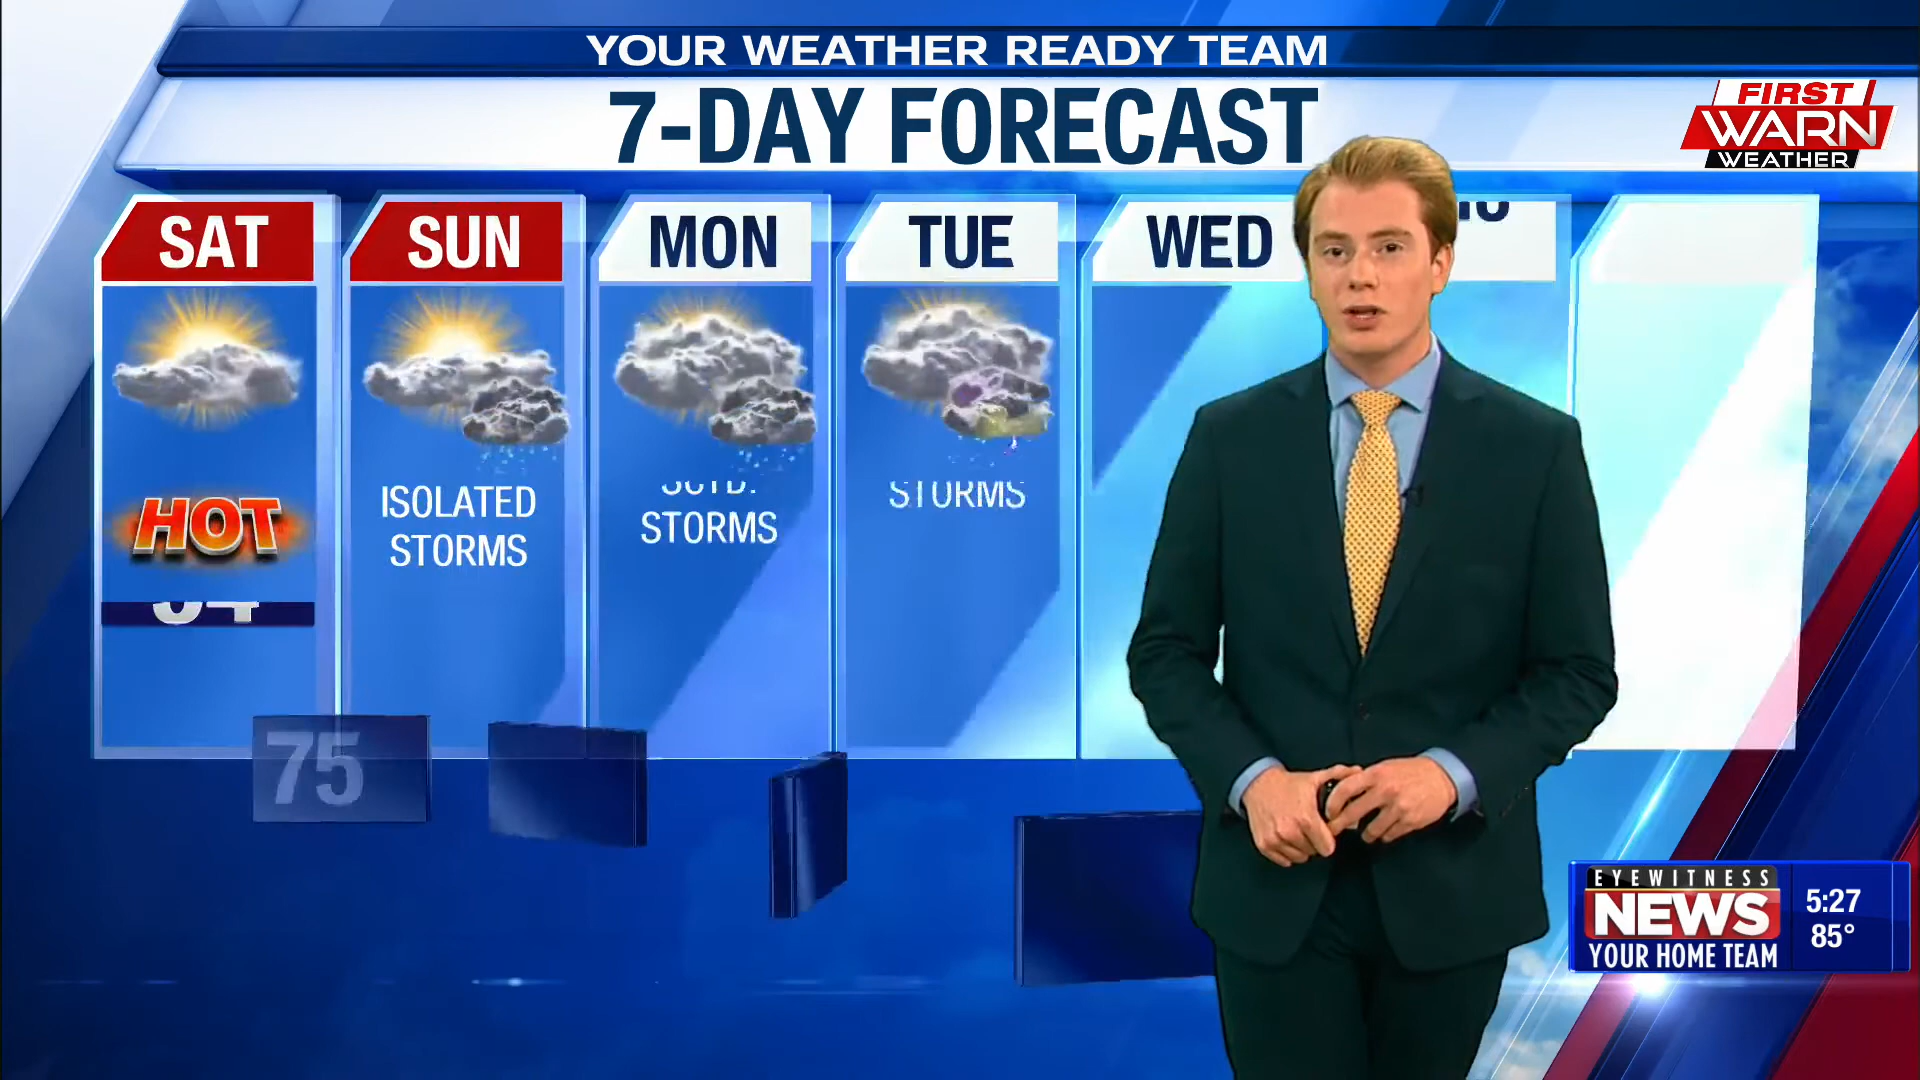 YOUR WEATHER READY TEAM
7-DAY FORECAST
FIRST
WARN
WEATHER
SAT
SUN
MON
TUE
WED
HOT
ISOLATED
STORMS
STORMS
STORMS
75
EYEWITNESS
NEWS
YOUR HOME TEAM
5:27
85°